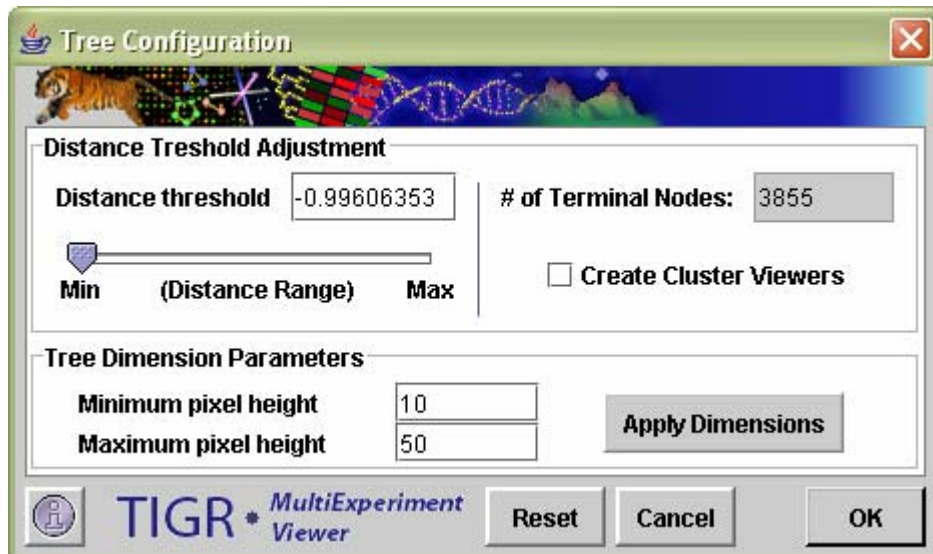 Tree Configuration
Distance Treshold Adjustment
Distance threshold -0.99606353 # of Terminal Nodes: 3855
Min (Distance Range) Max
Create Cluster Viewers
Tree Dimension Parameters
Minimum pixel height 10
Maximum pixel height 50
Apply Dimensions
TIGR • MultiExperiment
Viewer
Reset Cancel OK